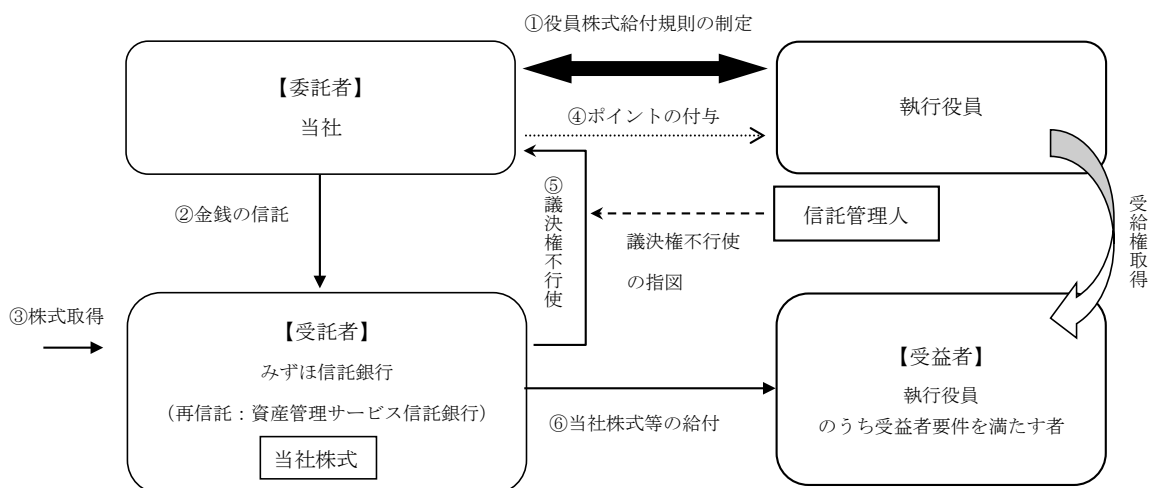 ①役員株式給付規則の制定
【委託者】
当社
④ポイントの付与
執行役員
②金銭の信託
⑤議決権不行使
議決権不行使
の指図
信託管理人
受給権取得
③株式取得
【受託者】
みずほ信託銀行
(再信託：資産管理サービス信託銀行)
当社株式
⑥当社株式等の給付
【受益者】
執行役員
のうち受益者要件を満たす者